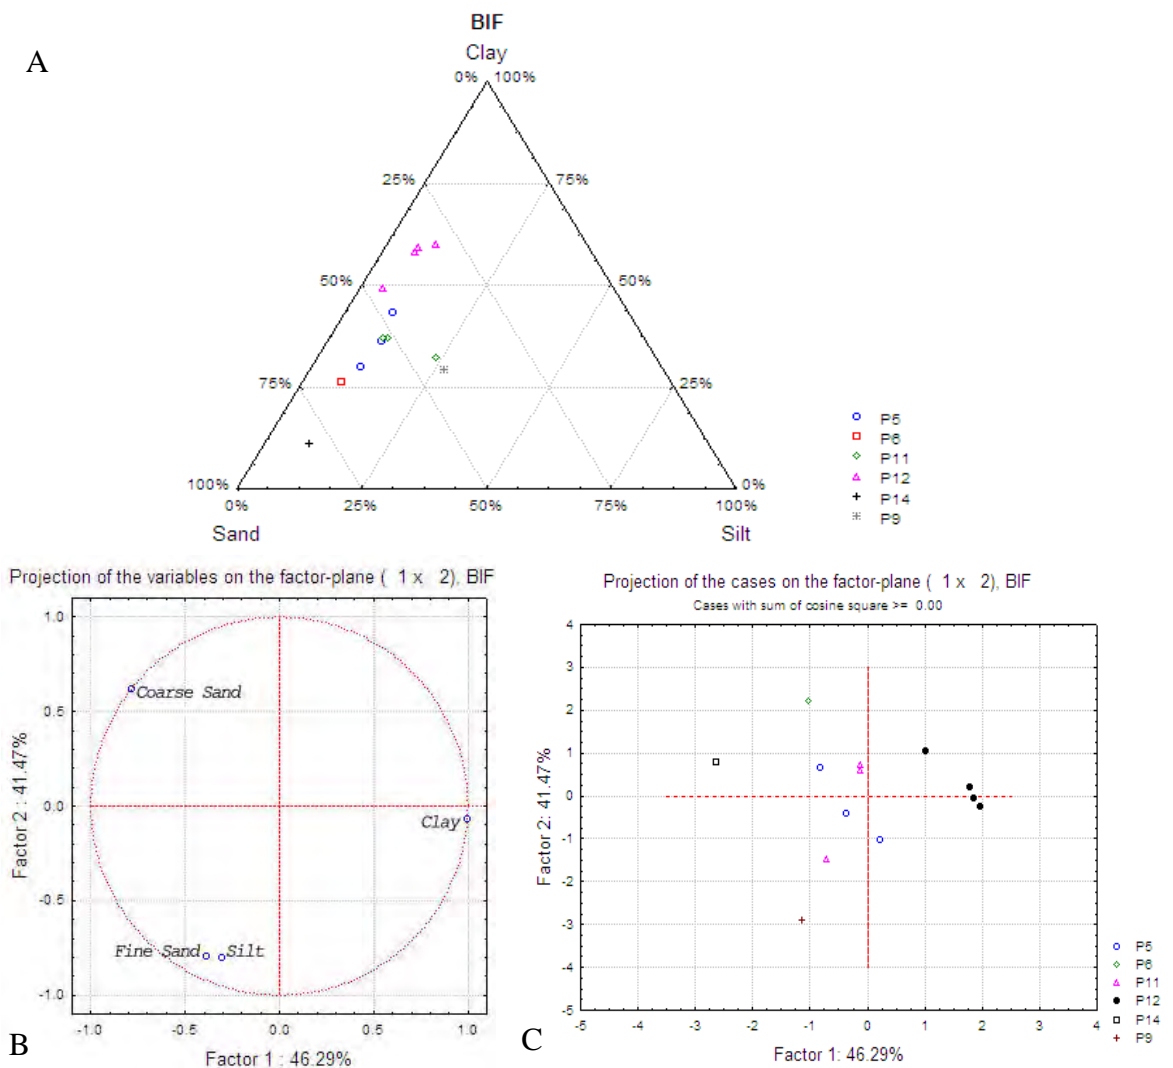 BIF
A
Clay
0% 100%
25% 75%
50% 50%
75% 25%
100% 0%
0% 25% 50% 75% 100%
Sand Silt
P5
P6
P11
P12
P14
P9
Projection of the variables on the factor-plane ( 1 x 2), BIF
1.0
0.5
0.0
-0.5
-1.0
Factor 2 : 41.47%
Coarse Sand
Clay
Fine Sand Silt
-1.0 -0.5 0.0 0.5 1.0
Factor 1 : 46.29%
B
Projection of the cases on the factor-plane ( 1 x 2), BIF
Cases with sum of cosine square >= 0.00
4
3
2
1
0
-1
-2
-3
-4
-5
Factor 2: 41.47%
-5 -4 -3 -2 -1 0 1 2 3 4
Factor 1: 46.29%
C
P5
P6
P11
P12
P14
P9